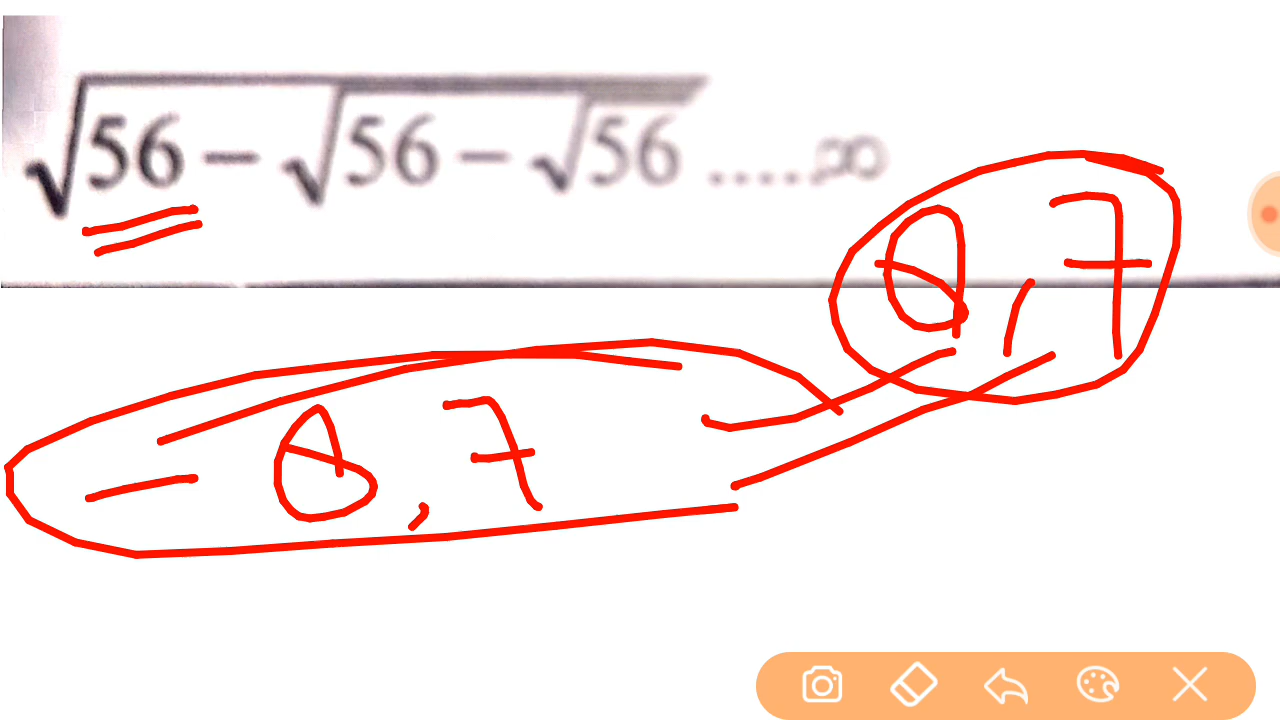 √56 − √56 − √56 .....∞
8,7
− 8,7